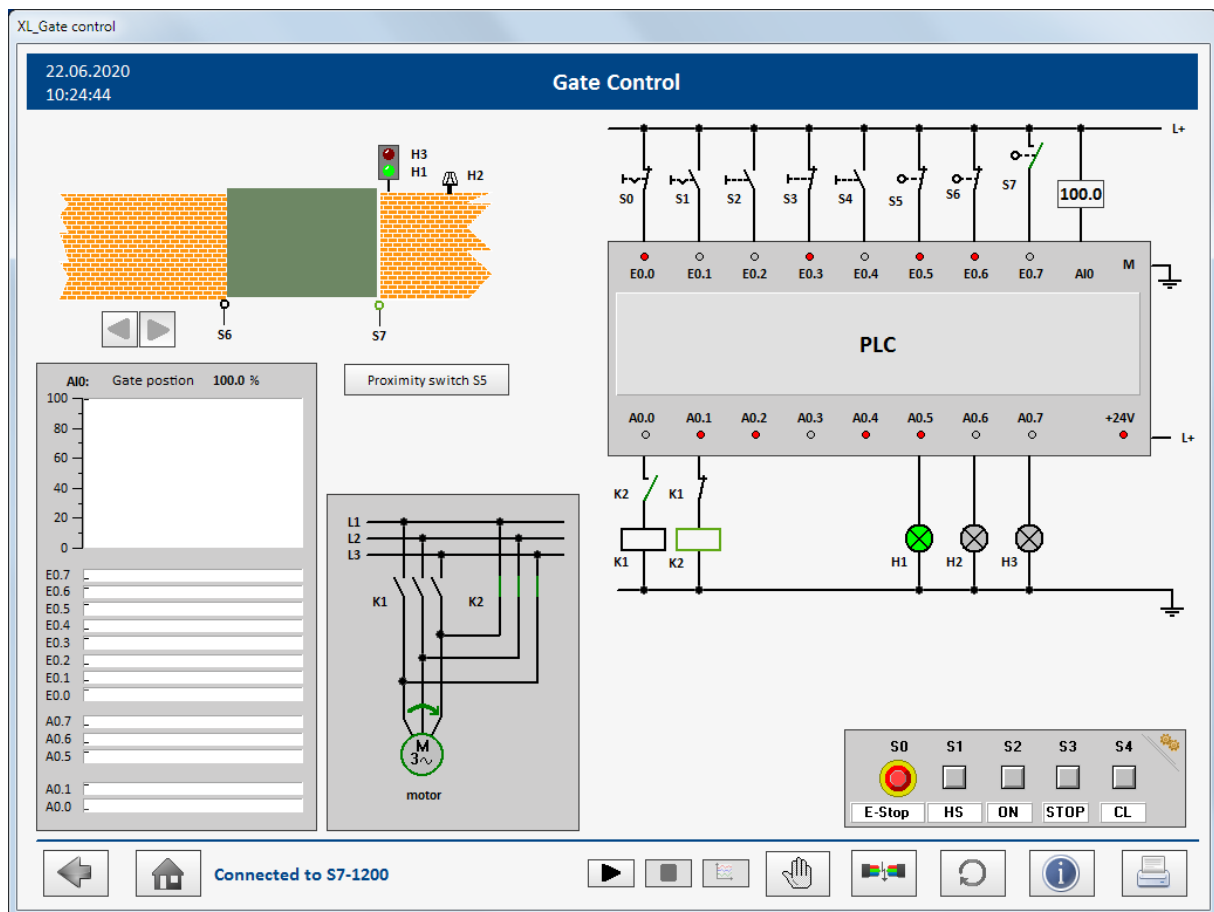 XL_Gate control
22.06.2020
10:24:44
Gate Control
H3
H1
H2
S6
S7
L+
S0
S1
S2
S3
S4
S5
S6
S7
100.0
E0.0
E0.1
E0.2
E0.3
E0.4
E0.5
E0.6
E0.7
AI0
M
PLC
A0.0
A0.1
A0.2
A0.3
A0.4
A0.5
A0.6
A0.7
+24V
L+
K2
K1
K1
K2
H1
H2
H3
AI0: Gate postion 100.0 %
100
80
60
40
20
0
E0.7
E0.6
E0.5
E0.4
E0.3
E0.2
E0.1
E0.0
A0.7
A0.6
A0.5
A0.1
A0.0
Proximity switch S5
L1
L2
L3
K1
K2
M
3~
motor
S0 S1 S2 S3 S4
E-Stop HS ON STOP CL
Connected to S7-1200